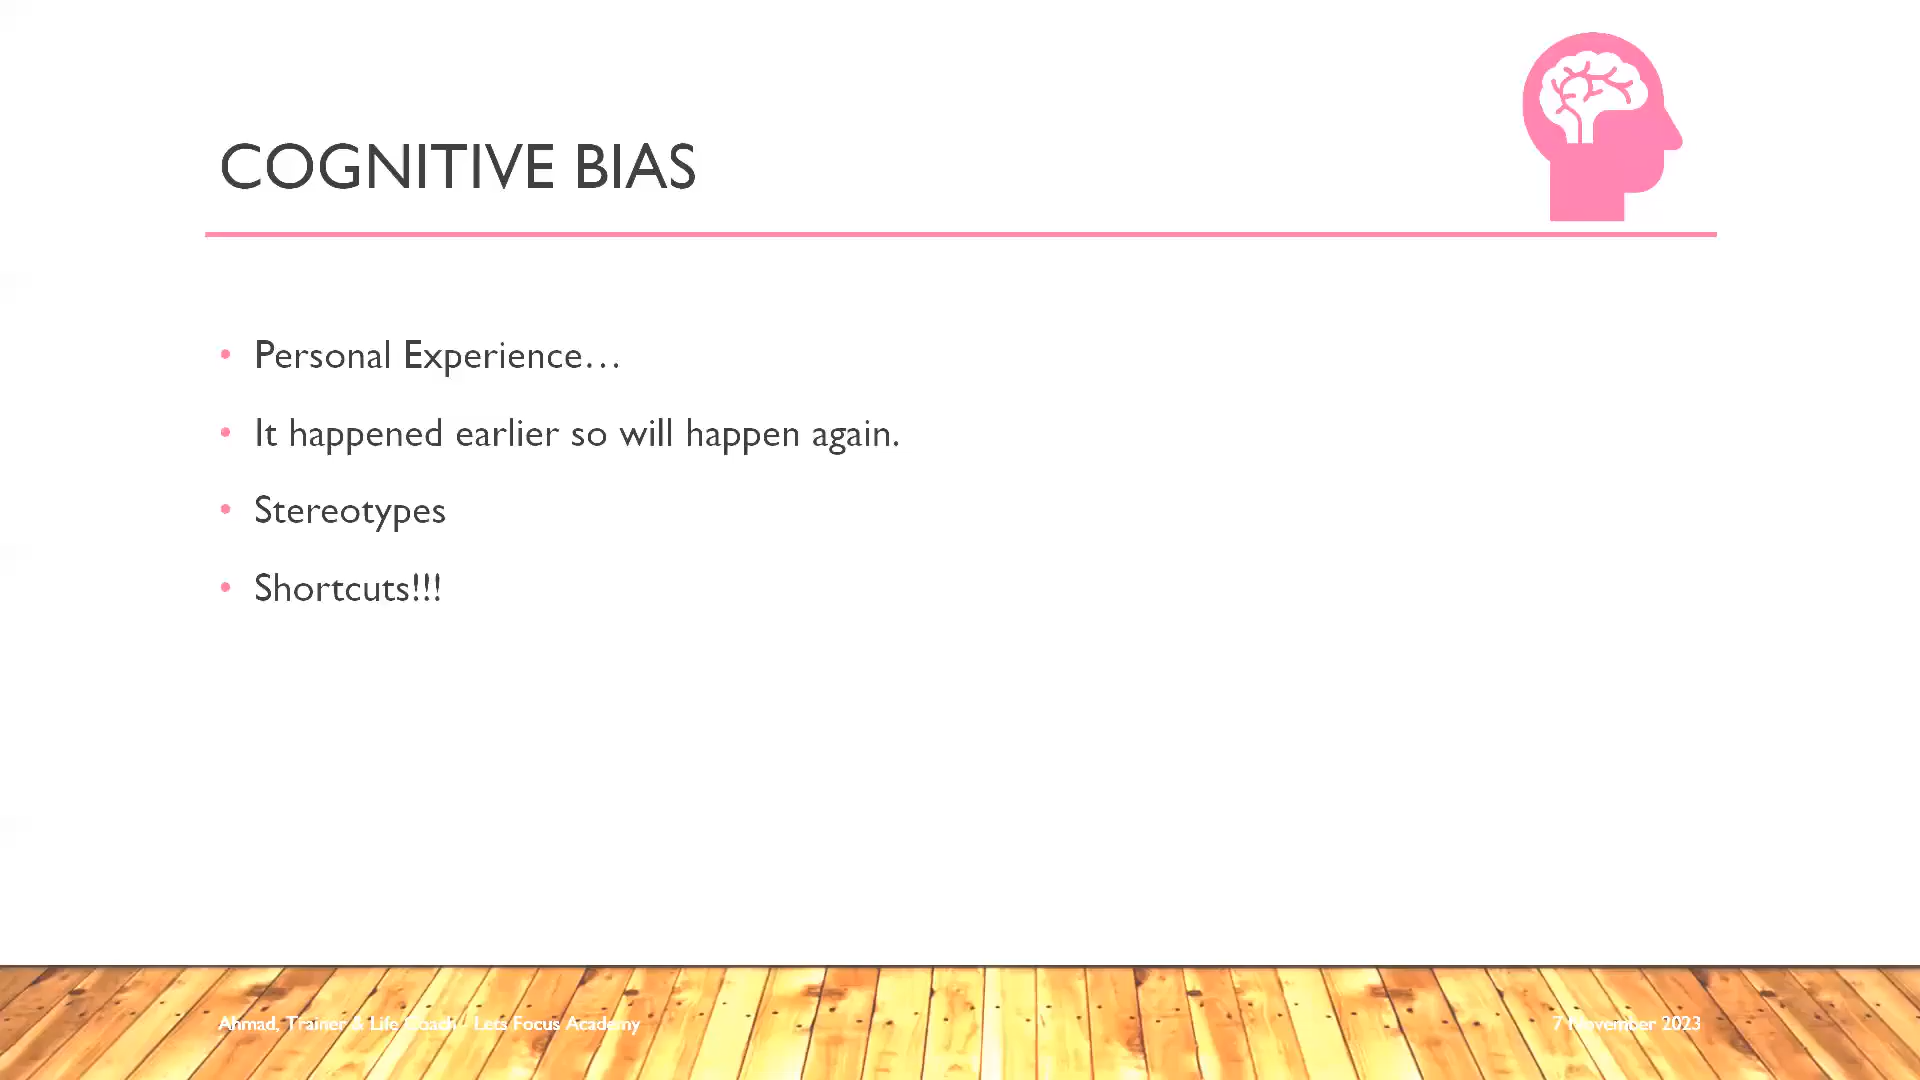 COGNITIVE BIAS
• Personal Experience...
• It happened earlier so will happen again.
• Stereotypes
• Shortcuts!!!
Ahmad, Trainer & Life Coach - Lets Focus Academy
7 November 2023